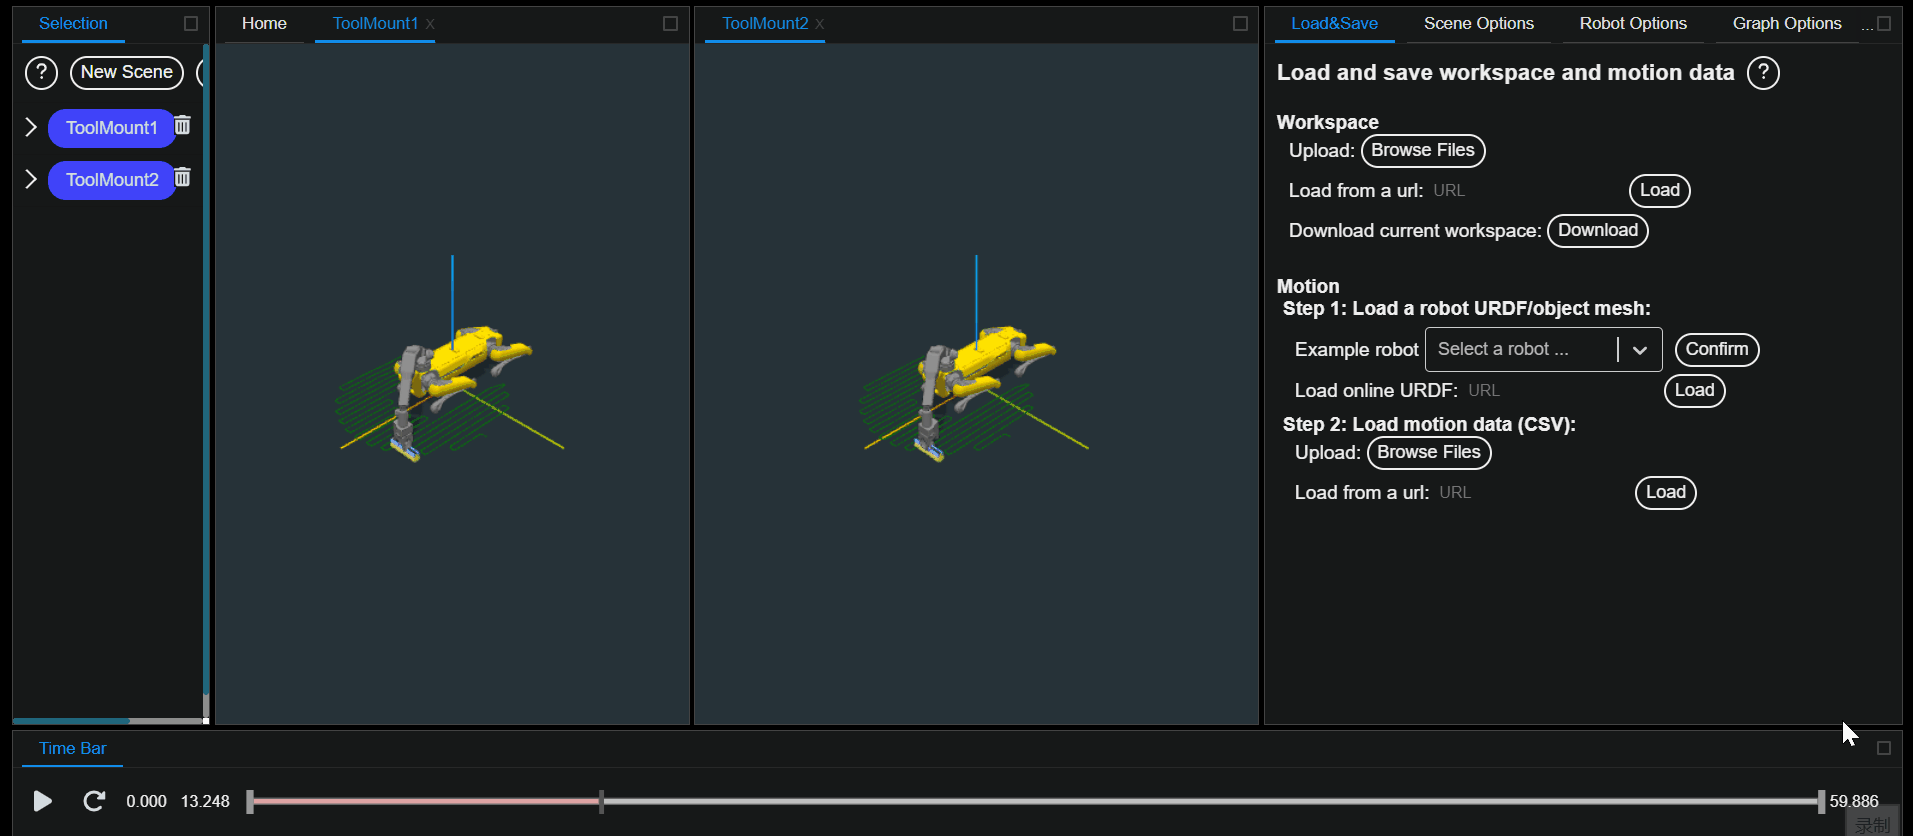 Selection
? New Scene
ToolMount1
ToolMount2
Home ToolMount1 x
ToolMount2 x
Load&Save Scene Options Robot Options Graph Options ...
Load and save workspace and motion data ?
Workspace
Upload: Browse Files
Load from a url: URL Load
Download current workspace: Download
Motion
Step 1: Load a robot URDF/object mesh:
Example robot Select a robot ... Confirm
Load online URDF: URL Load
Step 2: Load motion data (CSV):
Upload: Browse Files
Load from a url: URL Load
Time Bar
0.000 13.248 59.886
录制